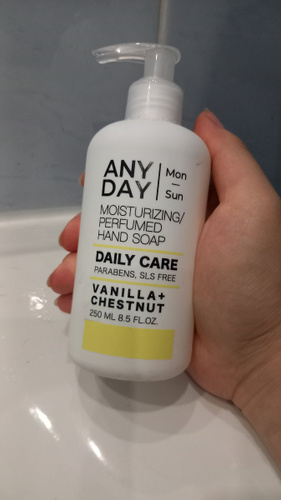 ANY
DAY
Mon
—
Sun
MOISTURIZING/
PERFUMED
HAND SOAP
DAILY CARE
PARABENS, SLS FREE
VANILLA+
CHESTNUT
250 ML 8.5 FL.OZ.